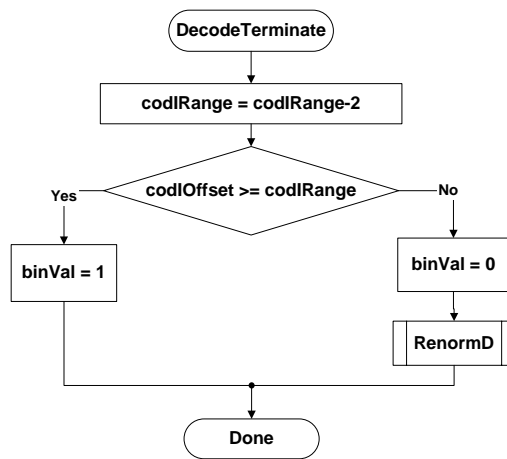 DecodeTerminate
codIRange = codIRange-2
codIOffset >= codIRange
Yes
No
binVal = 1
binVal = 0
RenormD
Done